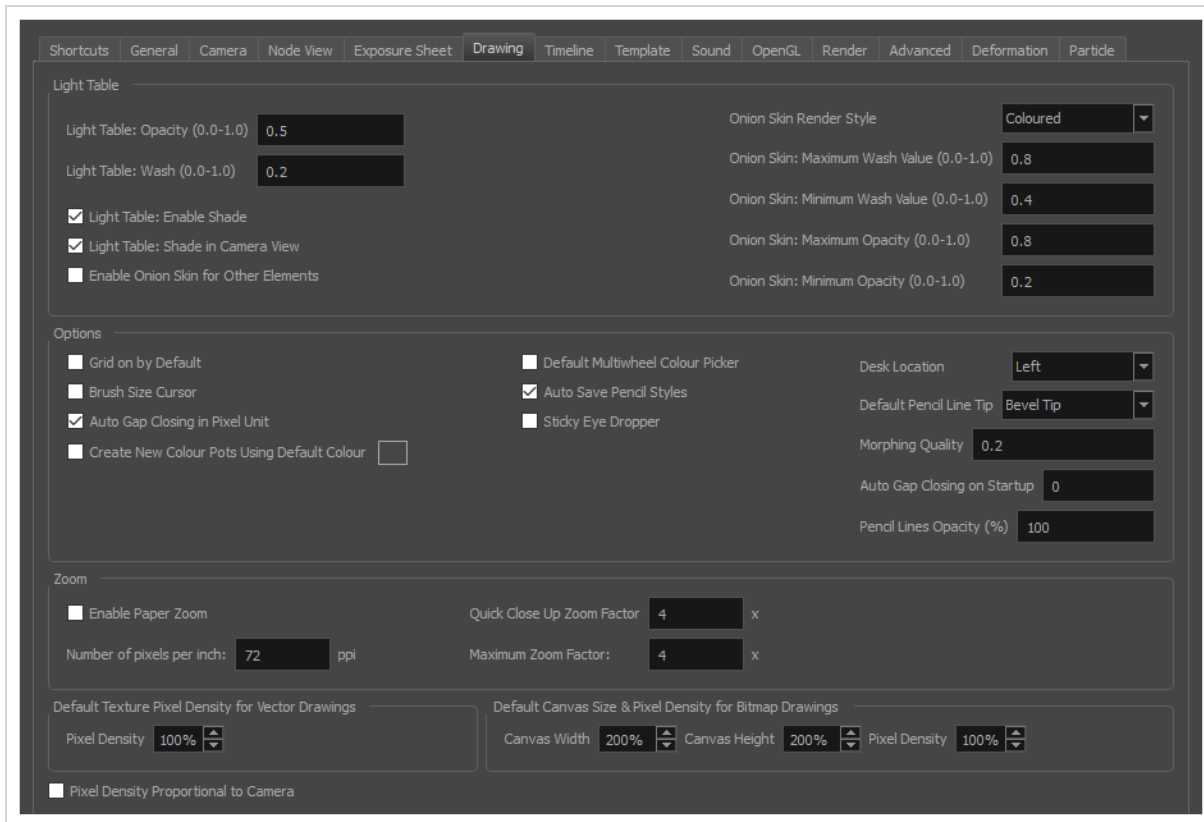 Shortcuts General Camera Node View Exposure Sheet Drawing Timeline Template Sound OpenGL Render Advanced Deformation Particle
Light Table
Light Table: Opacity (0.0-1.0) 0.5
Light Table: Wash (0.0-1.0) 0.2
Light Table: Enable Shade
Light Table: Shade in Camera View
Enable Onion Skin for Other Elements
Onion Skin Render Style Coloured
Onion Skin: Maximum Wash Value (0.0-1.0) 0.8
Onion Skin: Minimum Wash Value (0.0-1.0) 0.4
Onion Skin: Maximum Opacity (0.0-1.0) 0.8
Onion Skin: Minimum Opacity (0.0-1.0) 0.2
Options
Grid on by Default
Brush Size Cursor
Auto Gap Closing in Pixel Unit
Create New Colour Pots Using Default Colour
Default Multiwheel Colour Picker
Auto Save Pencil Styles
Sticky Eye Dropper
Desk Location Left
Default Pencil Line Tip Bevel Tip
Morphing Quality 0.2
Auto Gap Closing on Startup 0
Pencil Lines Opacity (%) 100
Zoom
Enable Paper Zoom
Number of pixels per inch: 72 ppi
Quick Close Up Zoom Factor 4 x
Maximum Zoom Factor: 4 x
Default Texture Pixel Density for Vector Drawings
Pixel Density 100%
Default Canvas Size & Pixel Density for Bitmap Drawings
Canvas Width 200% Canvas Height 200% Pixel Density 100%
Pixel Density Proportional to Camera